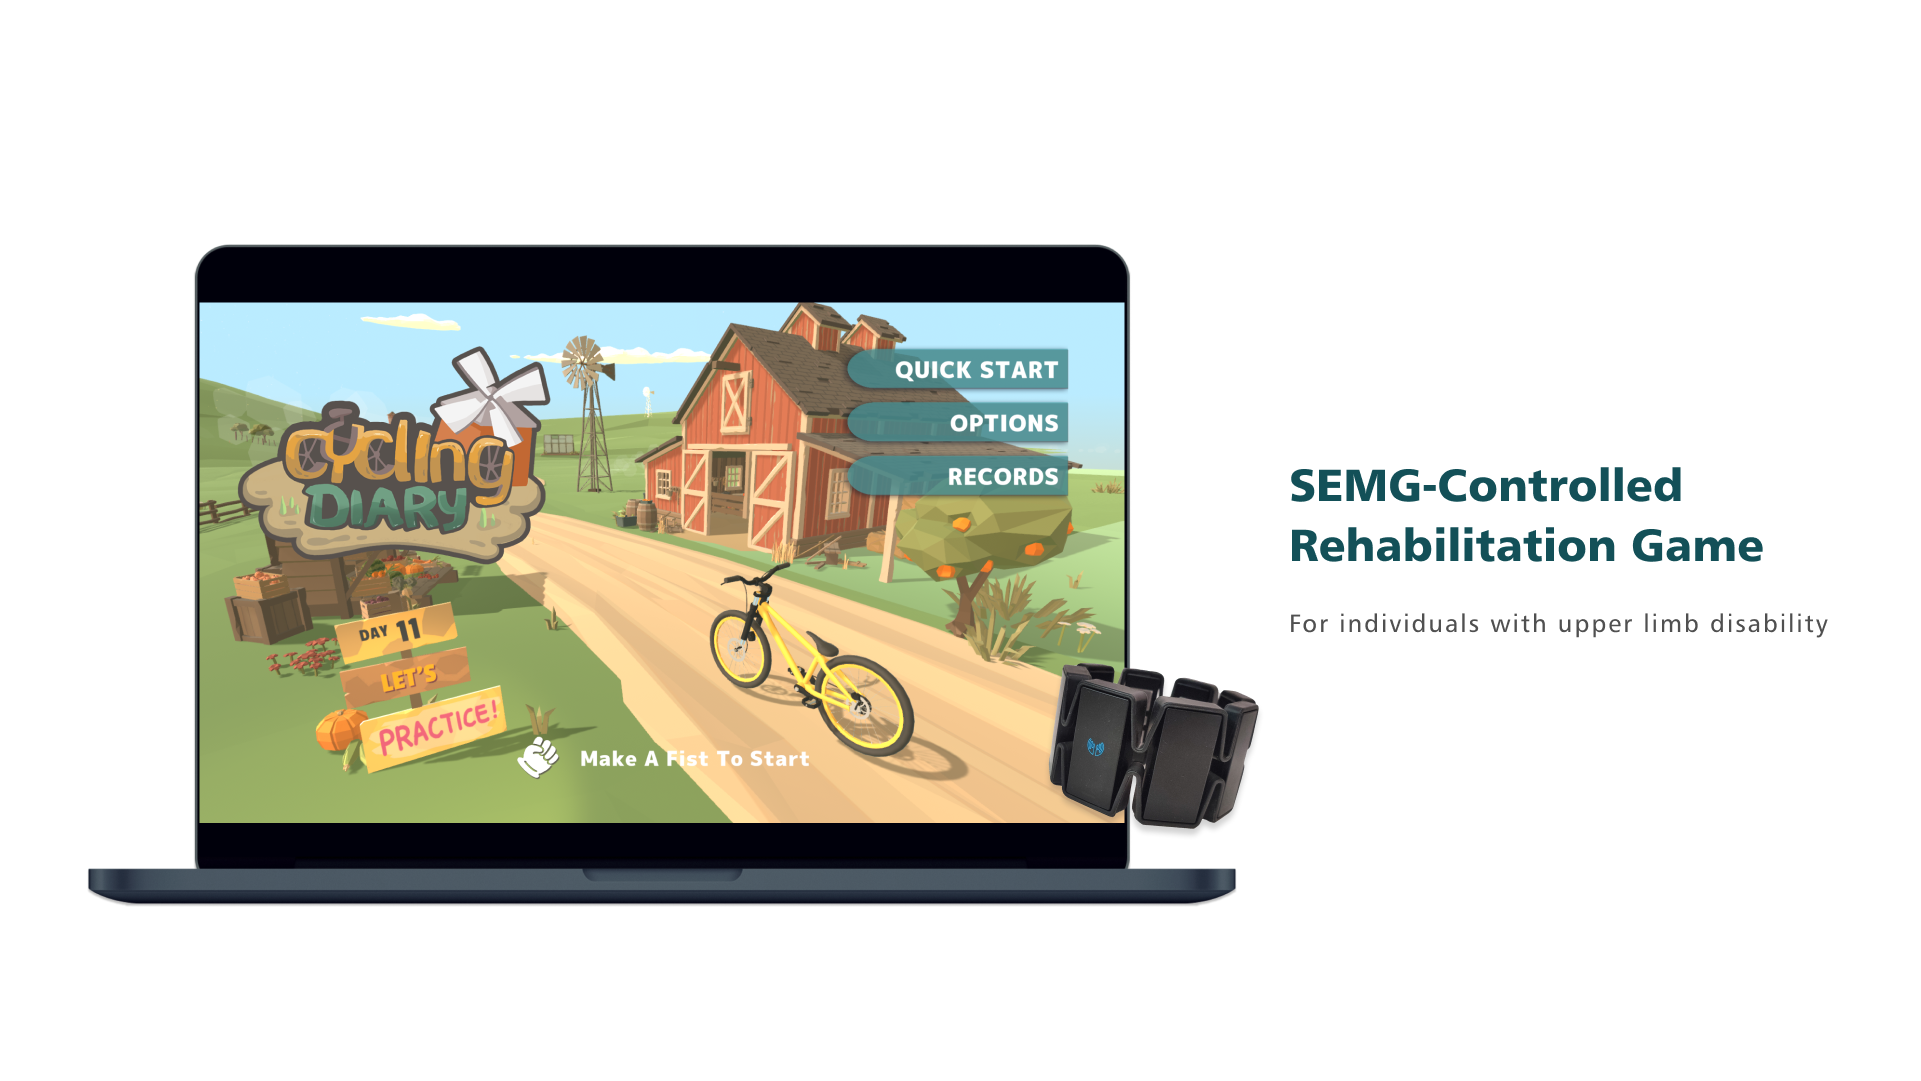 CYCLING
DIARY
DAY 11
LET'S
PRACTICE!
Make A Fist To Start
QUICK START
OPTIONS
RECORDS
SEMG-Controlled
Rehabilitation Game
For individuals with upper limb disability